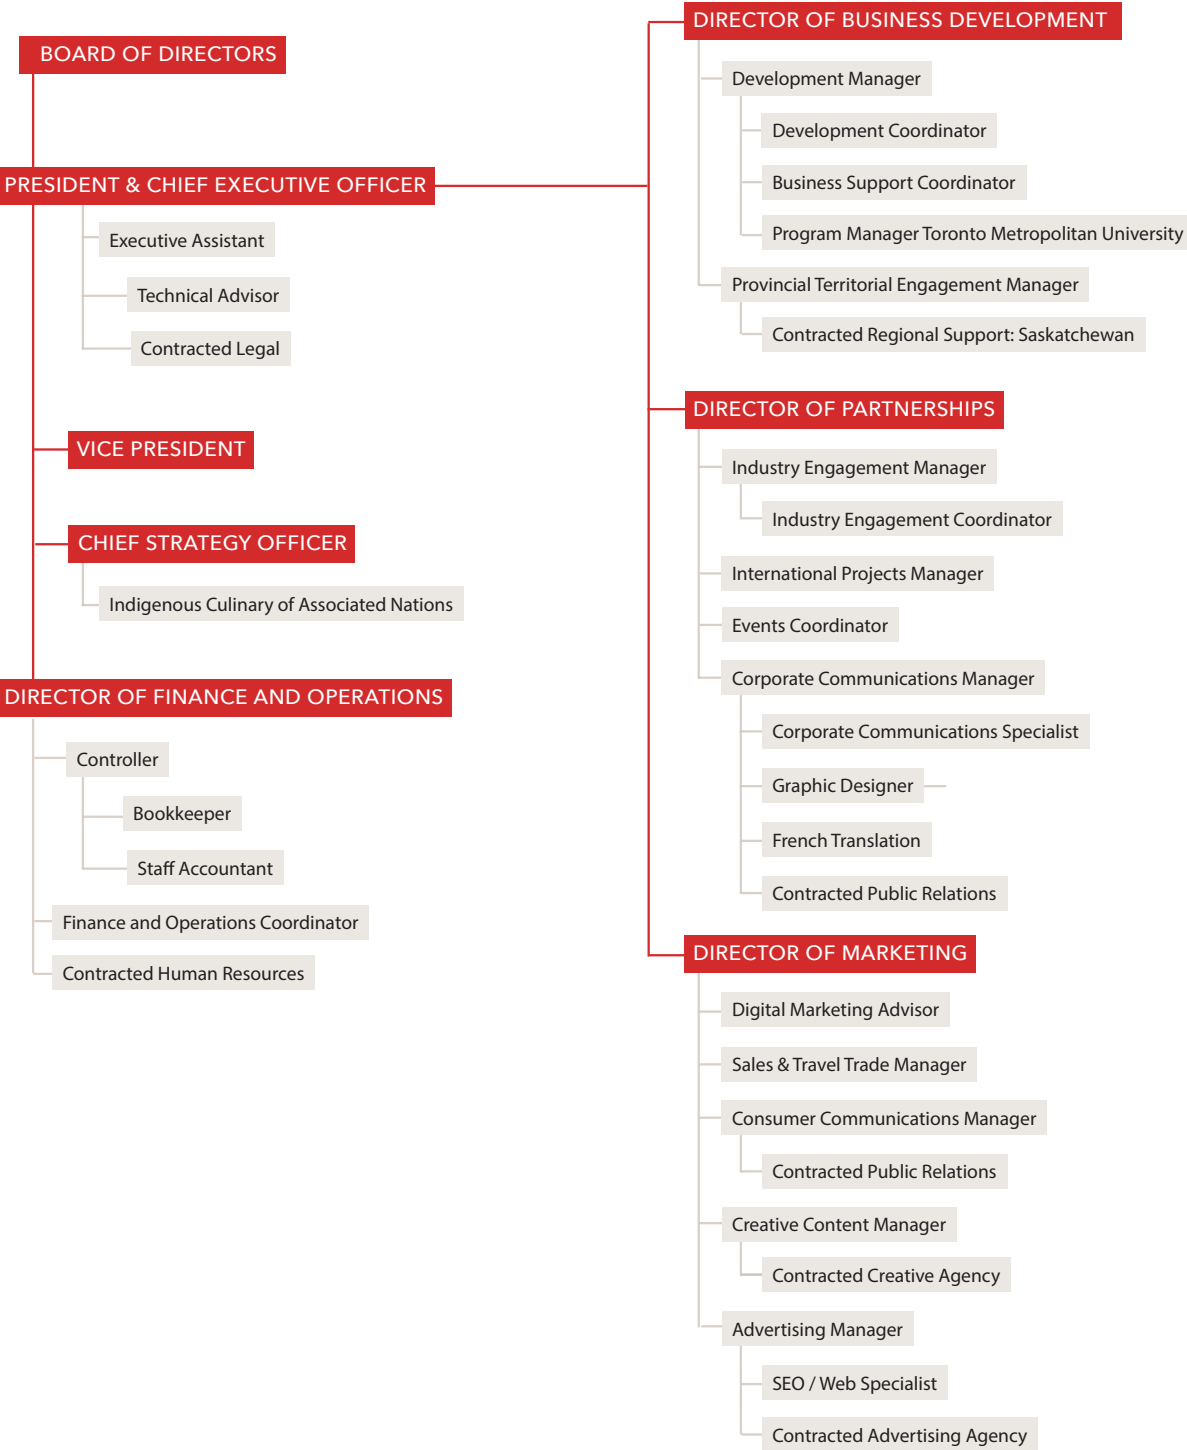 BOARD OF DIRECTORS
PRESIDENT & CHIEF EXECUTIVE OFFICER
Executive Assistant
Technical Advisor
Contracted Legal
VICE PRESIDENT
CHIEF STRATEGY OFFICER
Indigenous Culinary of Associated Nations
DIRECTOR OF FINANCE AND OPERATIONS
Controller
Bookkeeper
Staff Accountant
Finance and Operations Coordinator
Contracted Human Resources
DIRECTOR OF BUSINESS DEVELOPMENT
Development Manager
Development Coordinator
Business Support Coordinator
Program Manager Toronto Metropolitan University
Provincial Territorial Engagement Manager
Contracted Regional Support: Saskatchewan
DIRECTOR OF PARTNERSHIPS
Industry Engagement Manager
Industry Engagement Coordinator
International Projects Manager
Events Coordinator
Corporate Communications Manager
Corporate Communications Specialist
Graphic Designer
French Translation
Contracted Public Relations
DIRECTOR OF MARKETING
Digital Marketing Advisor
Sales & Travel Trade Manager
Consumer Communications Manager
Contracted Public Relations
Creative Content Manager
Contracted Creative Agency
Advertising Manager
SEO / Web Specialist
Contracted Advertising Agency